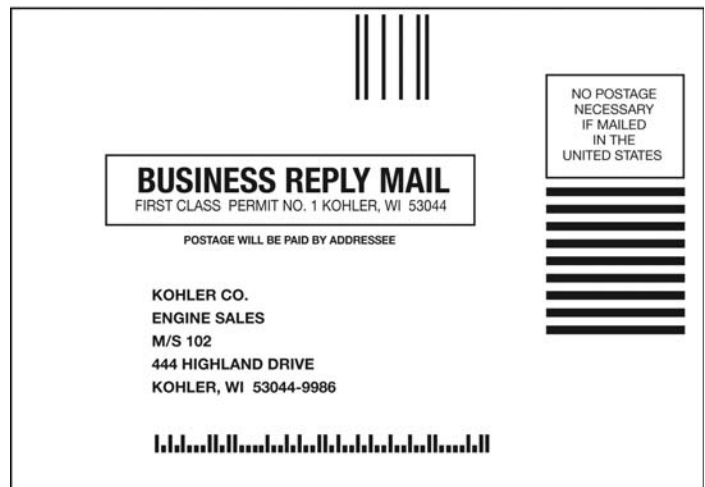 NO POSTAGE
NECESSARY
IF MAILED
IN THE
UNITED STATES
BUSINESS REPLY MAIL
FIRST CLASS PERMIT NO. 1 KOHLER, WI 53044
POSTAGE WILL BE PAID BY ADDRESSEE
KOHLER CO.
ENGINE SALES
M/S 102
444 HIGHLAND DRIVE
KOHLER, WI 53044-9986